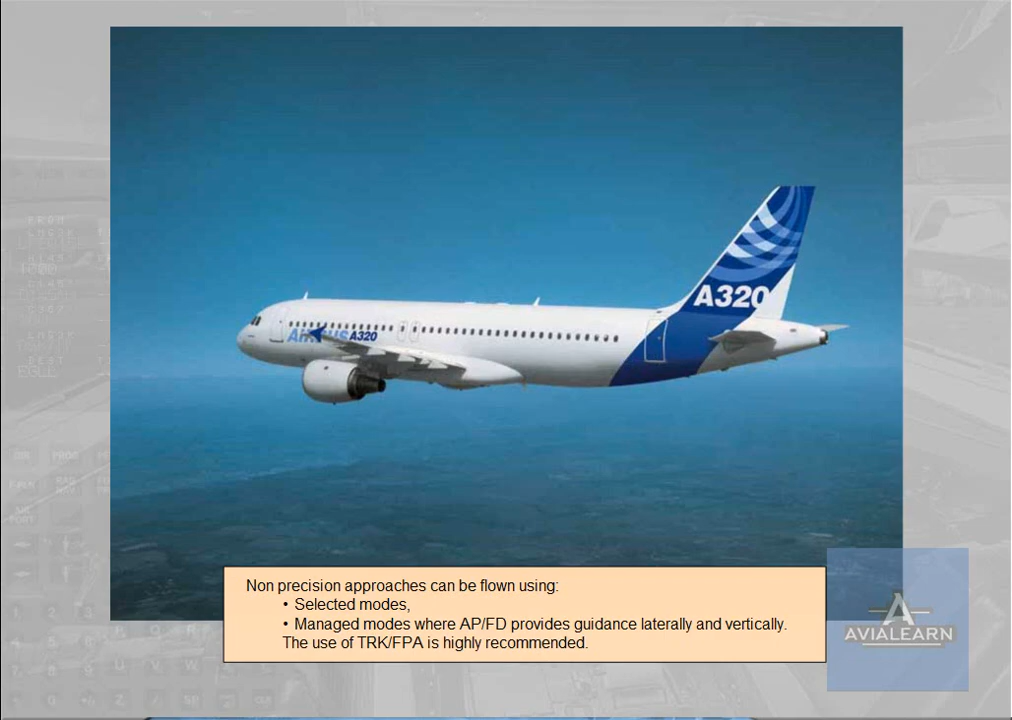 A320
AIRBUS A320
Non precision approaches can be flown using:
• Selected modes,
• Managed modes where AP/FD provides guidance laterally and vertically.
The use of TRK/FPA is highly recommended.
AVIALEARN
PROG